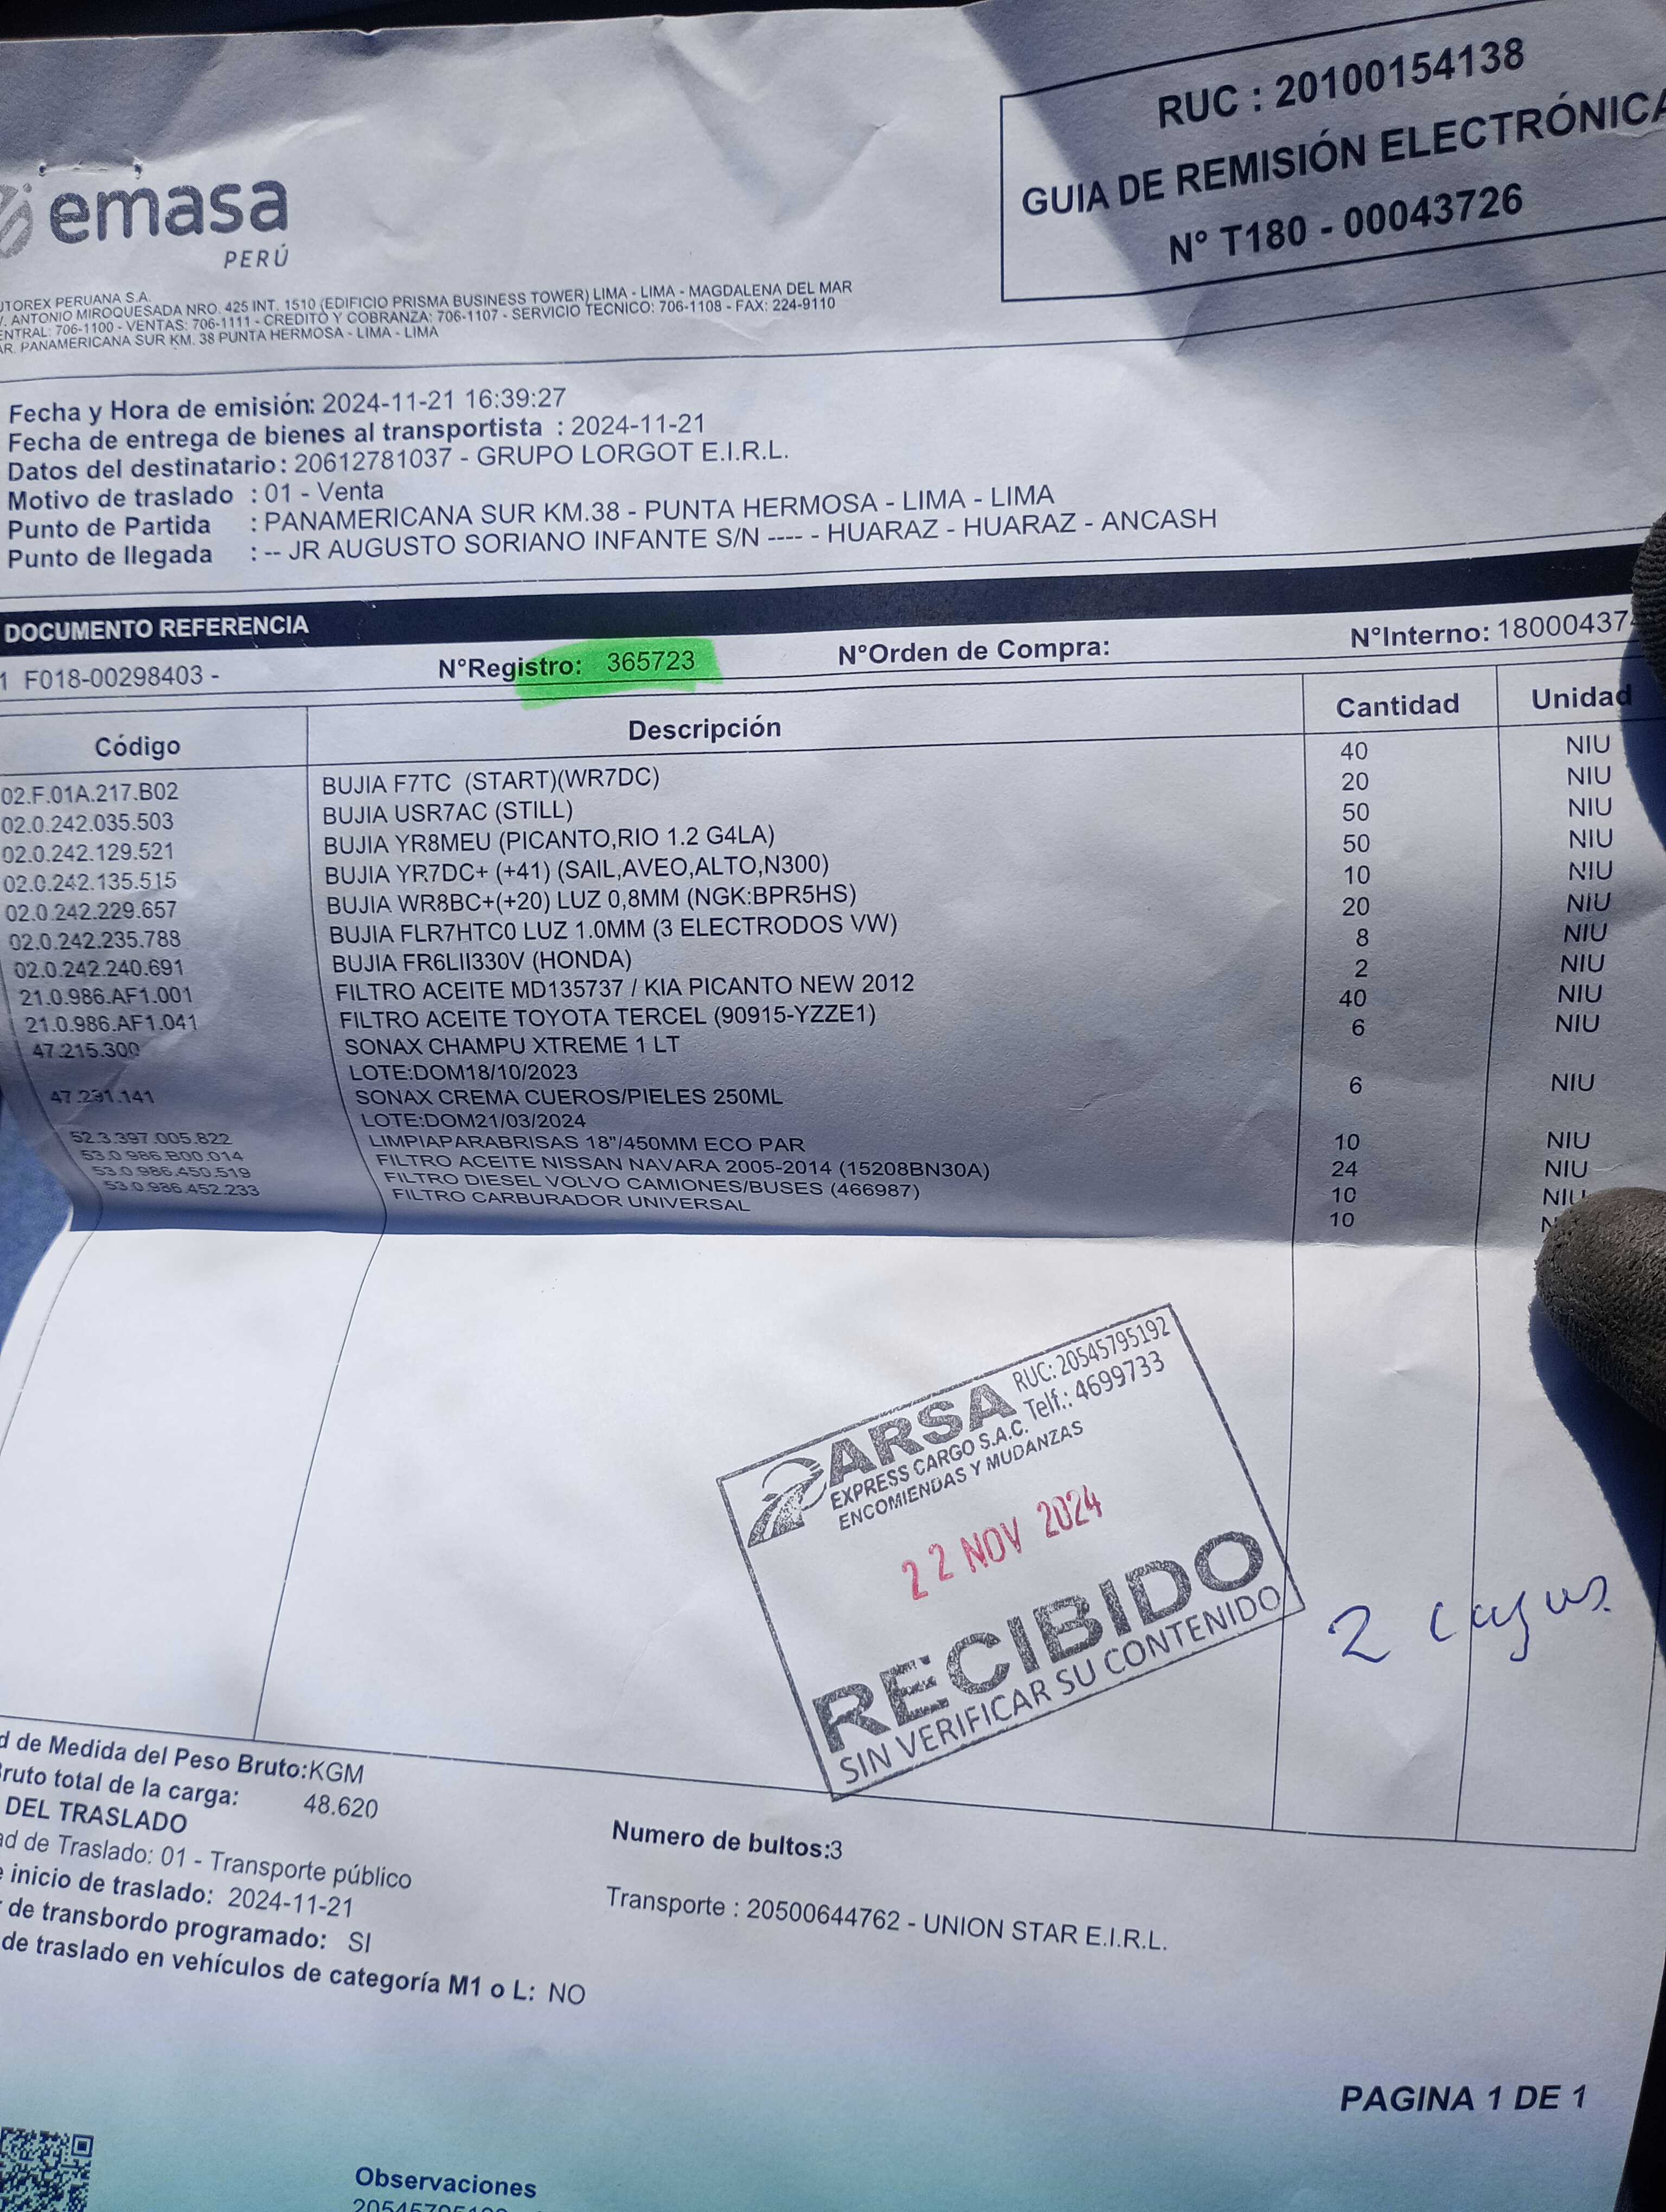 RUC : 20100154138
GUIA DE REMISIÓN ELECTRÓNICA
N° T180 - 00043726
emasa
PERÚ
UTOREX PERUANA S.A.
. ANTONIO MIROQUESADA NRO. 425 INT. 1510 (EDIFICIO PRISMA BUSINESS TOWER) LIMA - LIMA - MAGDALENA DEL MAR
ENTRAL: 706-1100 - VENTAS: 706-1111 - CREDITO Y COBRANZA: 706-1107 - SERVICIO TECNICO: 706-1108 - FAX: 224-9110
AR. PANAMERICANA SUR KM. 38 PUNTA HERMOSA - LIMA - LIMA
Fecha y Hora de emisión: 2024-11-21 16:39:27
Fecha de entrega de bienes al transportista : 2024-11-21
Datos del destinatario: 20612781037 - GRUPO LORGOT E.I.R.L.
Motivo de traslado : 01 - Venta
Punto de Partida : PANAMERICANA SUR KM.38 - PUNTA HERMOSA - LIMA - LIMA
Punto de llegada : -- JR AUGUSTO SORIANO INFANTE S/N ---- - HUARAZ - HUARAZ - ANCASH
DOCUMENTO REFERENCIA
1 F018-00298403 - N°Registro: 365723 N°Orden de Compra: N°Interno: 18000437
Código Descripción Cantidad Unidad
02.F.01A.217.B02 BUJIA F7TC (START)(WR7DC) 40 NIU
02.0.242.035.503 BUJIA USR7AC (STILL) 20 NIU
02.0.242.129.521 BUJIA YR8MEU (PICANTO,RIO 1.2 G4LA) 50 NIU
02.0.242.135.515 BUJIA YR7DC+ (+41) (SAIL,AVEO,ALTO,N300) 50 NIU
02.0.242.229.657 BUJIA WR8BC+(+20) LUZ 0,8MM (NGK:BPR5HS) 10 NIU
02.0.242.235.788 BUJIA FLR7HTC0 LUZ 1.0MM (3 ELECTRODOS VW) 20 NIU
02.0.242.240.691 BUJIA FR6LII330V (HONDA) 8 NIU
21.0.986.AF1.001 FILTRO ACEITE MD135737 / KIA PICANTO NEW 2012 2 NIU
21.0.986.AF1.041 FILTRO ACEITE TOYOTA TERCEL (90915-YZZE1) 40 NIU
47.215.300 SONAX CHAMPU XTREME 1 LT 6 NIU
LOTE:DOM18/10/2023
47.291.141 SONAX CREMA CUEROS/PIELES 250ML 6 NIU
LOTE:DOM21/03/2024
52.3.397.005.822 LIMPIAPARABRISAS 18"/450MM ECO PAR 10 NIU
53.0.986.B00.014 FILTRO ACEITE NISSAN NAVARA 2005-2014 (15208BN30A) 24 NIU
53.0.986.450.519 FILTRO DIESEL VOLVO CAMIONES/BUSES (466987) 10 NIU
53.0.986.452.233 FILTRO CARBURADOR UNIVERSAL 10 N
ARSA RUC: 20545795192
EXPRESS CARGO S.A.C. Telf.: 4699733
ENCOMIENDAS Y MUDANZAS
22 NOV 2024
RECIBIDO
SIN VERIFICAR SU CONTENIDO
2 cajas.
d de Medida del Peso Bruto:KGM
ruto total de la carga: 48.620
DEL TRASLADO
Numero de bultos:3
ad de Traslado: 01 - Transporte público
e inicio de traslado: 2024-11-21
Transporte : 20500644762 - UNION STAR E.I.R.L.
de transbordo programado: SI
de traslado en vehículos de categoría M1 o L: NO
PAGINA 1 DE 1
Observaciones